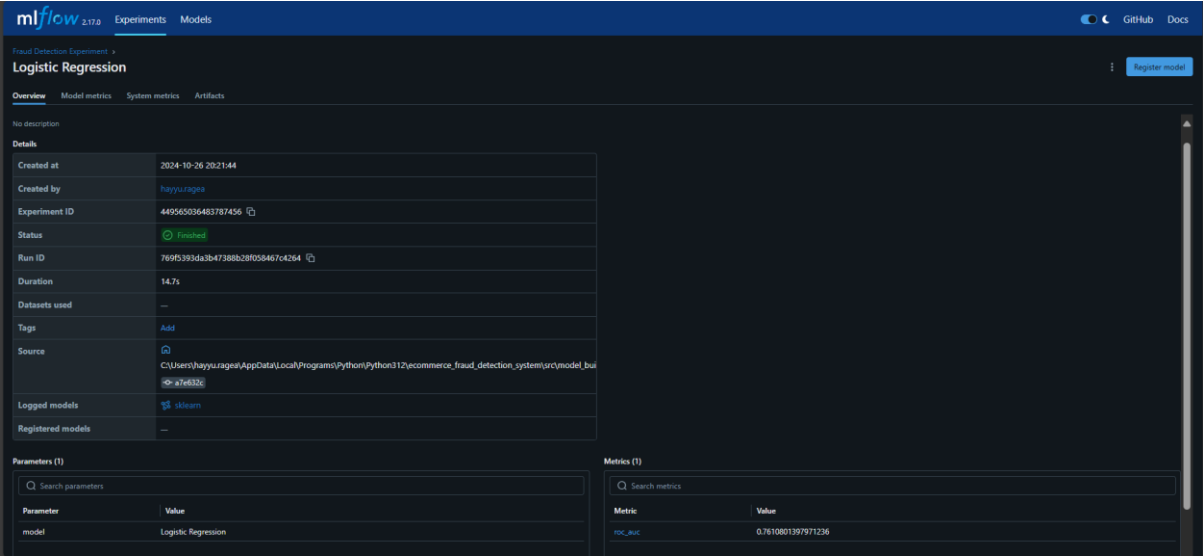 mlflow 2.17.0 Experiments Models GitHub Docs
Fraud Detection Experiment >
Logistic Regression
Register model
Overview Model metrics System metrics Artifacts
No description
Details
Created at 2024-10-26 20:21:44
Created by hayyu.ragea
Experiment ID 449565036483787456
Status Finished
Run ID 769f5393da3b47388b28f058467c4264
Duration 14.7s
Datasets used —
Tags Add
Source
C:\Users\hayyu.ragea\AppData\Local\Programs\Python\Python312\ecommerce_fraud_detection_system\src\model_bui
a7e632c
Logged models sklearn
Registered models —
Parameters (1) Metrics (1)
Search parameters Search metrics
Parameter Value Metric Value
model Logistic Regression roc_auc 0.7610801397971236